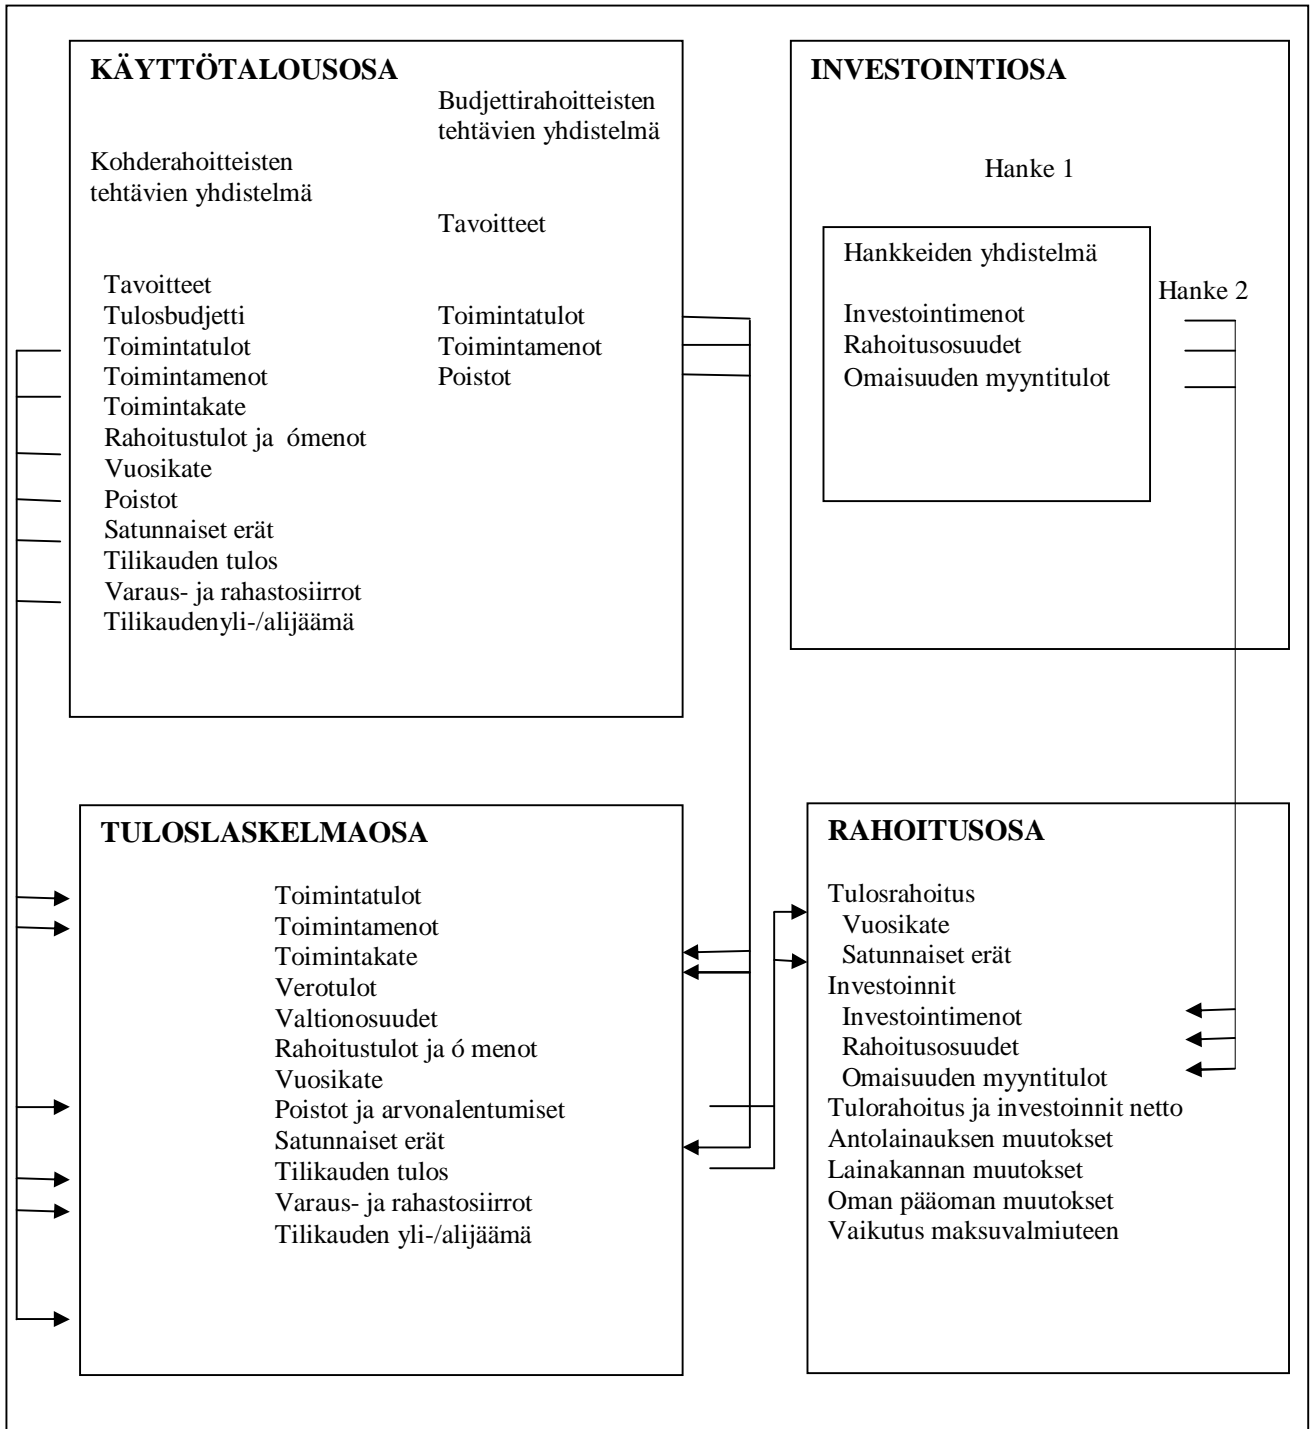 KÄYTTÖTALOUSOSA
Budjettirahoitteisten
tehtävien yhdistelmä
Kohderahoitteisten
tehtävien yhdistelmä
Tavoitteet
Tavoitteet
Tulosbudjetti
Toimintatulot
Toimintatulot
Toimintamenot
Toimintamenot
Poistot
Toimintakate
Rahoitustulot ja ómenot
Vuosikate
Poistot
Satunnaiset erät
Tilikauden tulos
Varaus- ja rahastosiirrot
Tilikaudenyli-/alijäämä
INVESTOINTIOSA
Hanke 1
Hankkeiden yhdistelmä
Hanke 2
Investointimenot
Rahoitusosuudet
Omaisuuden myyntitulot
TULOSLASKELMAOSA
Toimintatulot
Toimintamenot
Toimintakate
Verotulot
Valtionosuudet
Rahoitustulot ja ó menot
Vuosikate
Poistot ja arvonalentumiset
Satunnaiset erät
Tilikauden tulos
Varaus- ja rahastosiirrot
Tilikauden yli-/alijäämä
RAHOITUSOSA
Tulosrahoitus
Vuosikate
Satunnaiset erät
Investoinnit
Investointimenot
Rahoitusosuudet
Omaisuuden myyntitulot
Tulorahoitus ja investoinnit netto
Antolainauksen muutokset
Lainakannan muutokset
Oman pääoman muutokset
Vaikutus maksuvalmiuteen